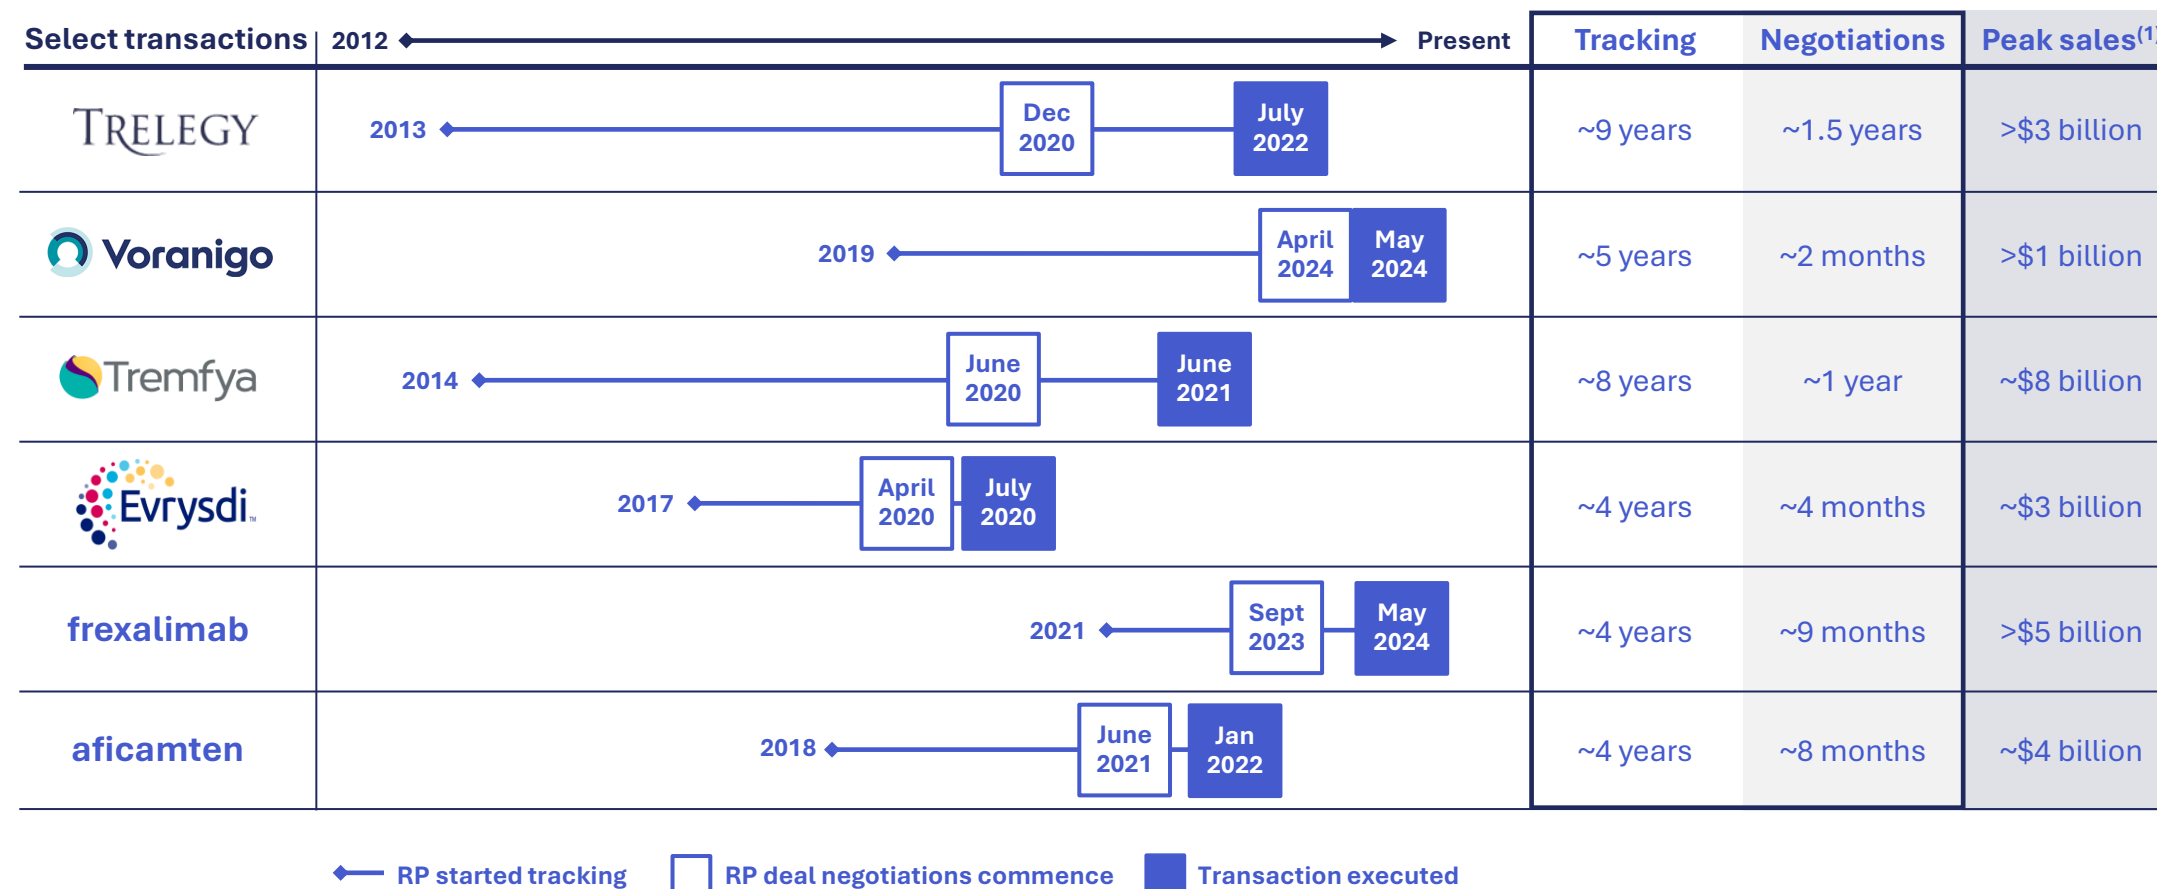 Select transactions 2012 Present Tracking Negotiations Peak sales(1)
TRELEGY 2013 Dec 2020 July 2022 ~9 years ~1.5 years >$3 billion
Voranigo 2019 April 2024 May 2024 ~5 years ~2 months >$1 billion
Tremfya 2014 June 2020 June 2021 ~8 years ~1 year ~$8 billion
Evrysdi™ 2017 April 2020 July 2020 ~4 years ~4 months ~$3 billion
frexalimab 2021 Sept 2023 May 2024 ~4 years ~9 months >$5 billion
aficamten 2018 June 2021 Jan 2022 ~4 years ~8 months ~$4 billion
RP started tracking RP deal negotiations commence Transaction executed